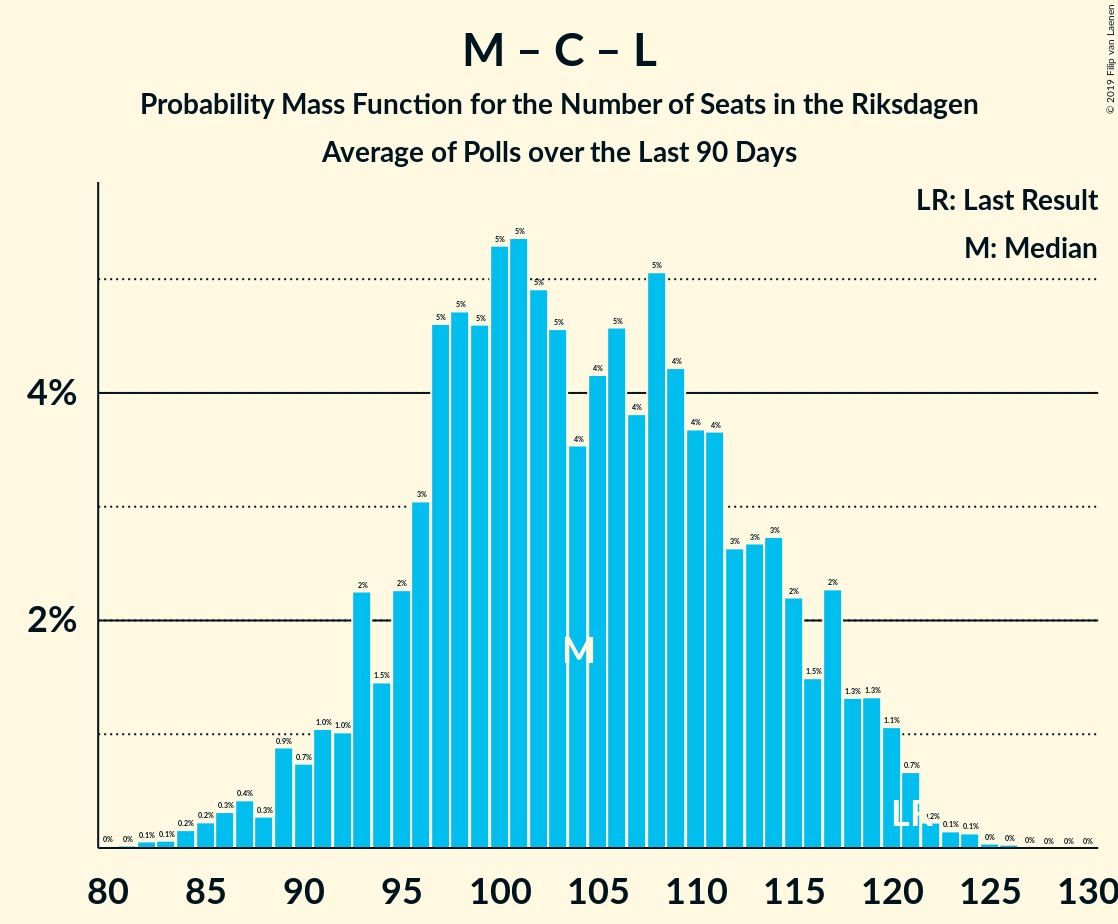 M – C – L
Probability Mass Function for the Number of Seats in the Riksdagen
Average of Polls over the Last 90 Days
© 2019 Filip van Laenen
LR: Last Result
M: Median
4%
2%
0% 0% 0.1% 0.1% 0.2% 0.2% 0.3% 0.4% 0.3% 0.9% 0.7% 1.0% 1.0% 2% 1.5% 2% 3% 5% 5% 5% 5% 5% 5% 5% 4% 4% 5% 4% 5% 4% 4% 4% 3% 3% 3% 2% 1.5% 2% 1.3% 1.3% 1.1% 0.7% 0.2% 0.1% 0.1% 0% 0% 0% 0% 0% 0%
M
LR
80 85 90 95 100 105 110 115 120 125 130